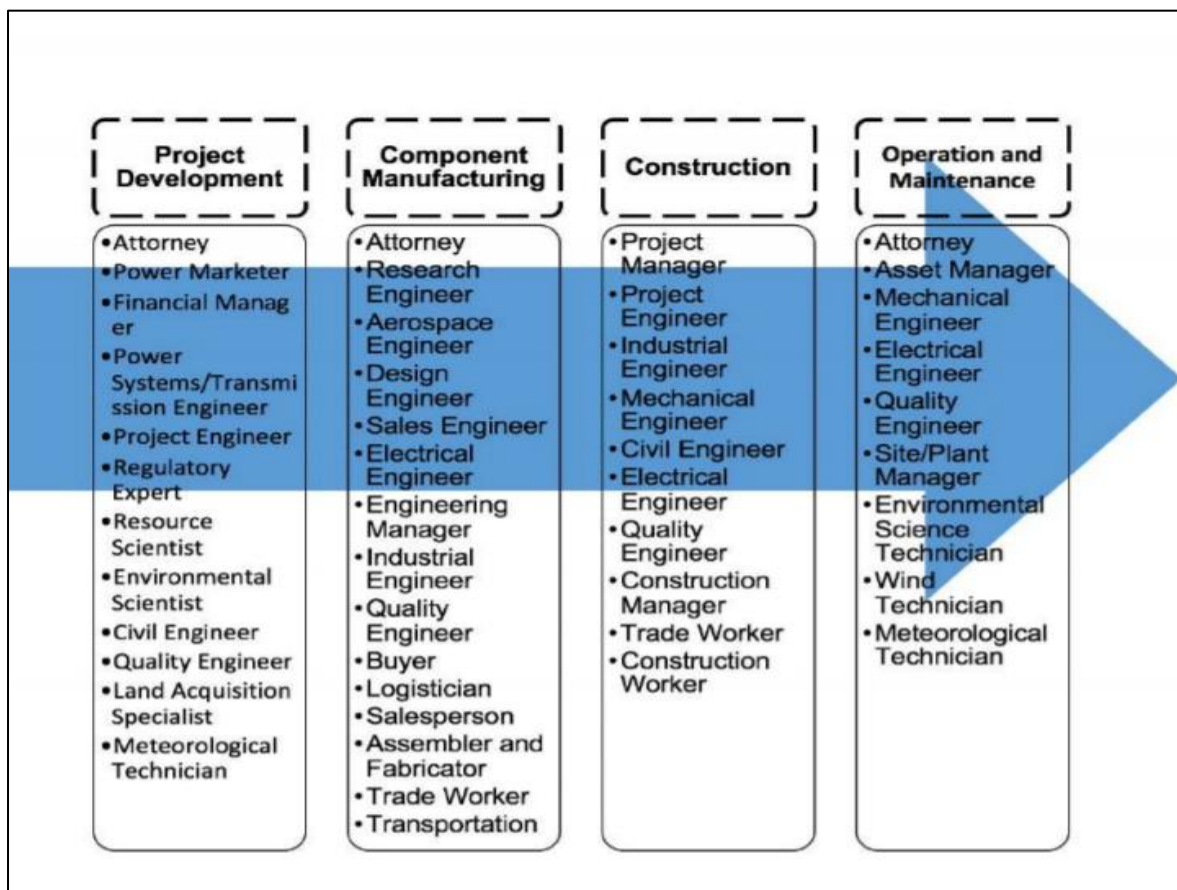 Project
Development
•Attorney
•Power Marketer
•Financial Manag
er
•Power
Systems/Transmi
ssion Engineer
•Project Engineer
•Regulatory
Expert
•Resource
Scientist
•Environmental
Scientist
•Civil Engineer
•Quality Engineer
•Land Acquisition
Specialist
•Meteorological
Technician
Component
Manufacturing
•Attorney
•Research
Engineer
•Aerospace
Engineer
•Design
Engineer
•Sales Engineer
•Electrical
Engineer
•Engineering
Manager
•Industrial
Engineer
•Quality
Engineer
•Buyer
•Logistician
•Salesperson
•Assembler and
Fabricator
•Trade Worker
•Transportation
Construction
•Project
Manager
•Project
Engineer
•Industrial
Engineer
•Mechanical
Engineer
•Civil Engineer
•Electrical
Engineer
•Quality
Engineer
•Construction
Manager
•Trade Worker
•Construction
Worker
Operation and
Maintenance
•Attorney
•Asset Manager
•Mechanical
Engineer
•Electrical
Engineer
•Quality
Engineer
•Site/Plant
Manager
•Environmental
Science
Technician
•Wind
Technician
•Meteorological
Technician